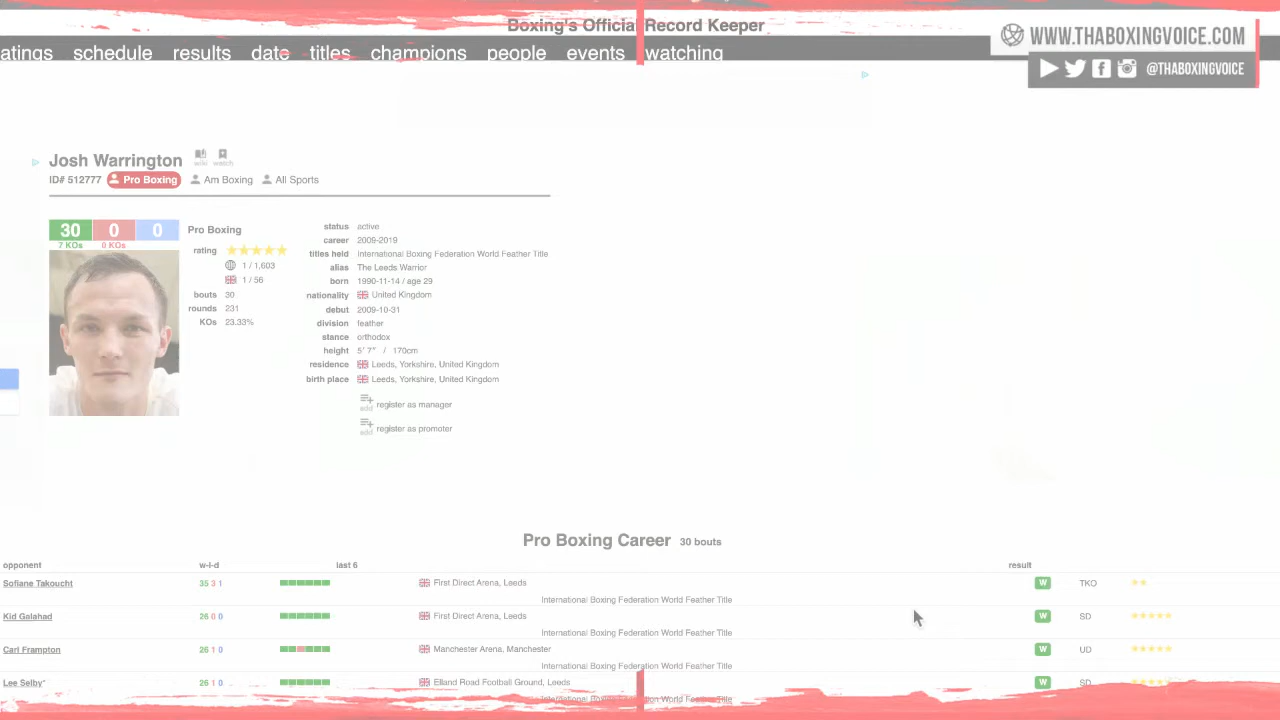 Boxing's Official Record Keeper
WWW.THABOXINGVOICE.COM
atings schedule results date titles champions people events watching
@THABOXINGVOICE
Josh Warrington wiki watch
ID# 512777 Pro Boxing Am Boxing All Sports
30 0 0
7 KOs 0 KOs
Pro Boxing
rating
1 / 1,603
1 / 56
bouts 30
rounds 231
KOs 23.33%
status active
career 2009-2019
titles held International Boxing Federation World Feather Title
alias The Leeds Warrior
born 1990-11-14 / age 29
nationality United Kingdom
debut 2009-10-31
division feather
stance orthodox
height 5′ 7″ / 170cm
residence Leeds, Yorkshire, United Kingdom
birth place Leeds, Yorkshire, United Kingdom
add register as manager
add register as promoter
Pro Boxing Career 30 bouts
opponent w-l-d last 6 result
Sofiane Takoucht 35 3 1 First Direct Arena, Leeds W TKO
International Boxing Federation World Feather Title
Kid Galahad 26 0 0 First Direct Arena, Leeds W SD
International Boxing Federation World Feather Title
Carl Frampton 26 1 0 Manchester Arena, Manchester W UD
International Boxing Federation World Feather Title
Lee Selby* 26 1 0 Elland Road Football Ground, Leeds W SD
International Boxing Federation World Feather Title